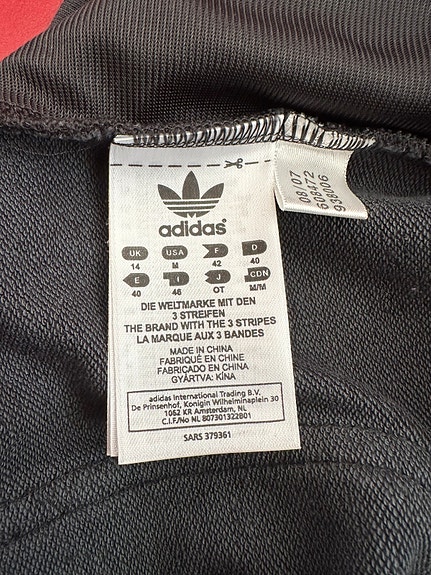 adidas®
UK USA F D
14 M 42 40
E I J CDN
40 46 OT M/M
DIE WELTMARKE MIT DEN
3 STREIFEN
THE BRAND WITH THE 3 STRIPES
LA MARQUE AUX 3 BANDES
MADE IN CHINA
FABRIQUÉ EN CHINE
FABRICADO EN CHINA
GYÁRTVA: KÍNA
adidas International Trading B.V.
De Prinsenhof, Konigin Wilhelminaplein 30
1062 KR Amsterdam, NL
C.I.F/No NL 807301322B01
SARS 379361
08/07
608472
938006